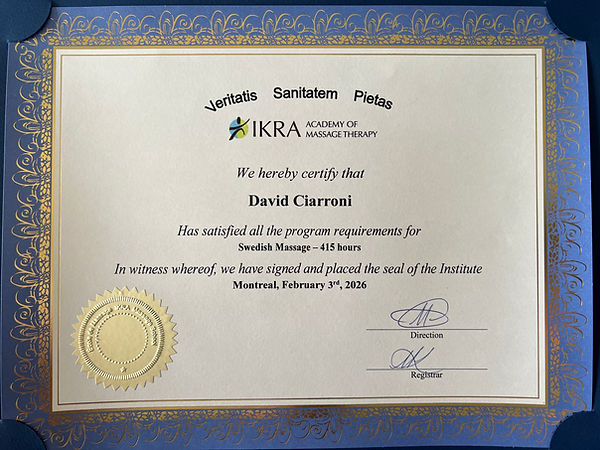 Veritatis Sanitatem Pietas
IKRA ACADEMY OF
MASSAGE THERAPY
We hereby certify that
David Ciarroni
Has satisfied all the program requirements for
Swedish Massage – 415 hours
In witness whereof, we have signed and placed the seal of the Institute
Montreal, February 3rd, 2026
Direction
Registrar